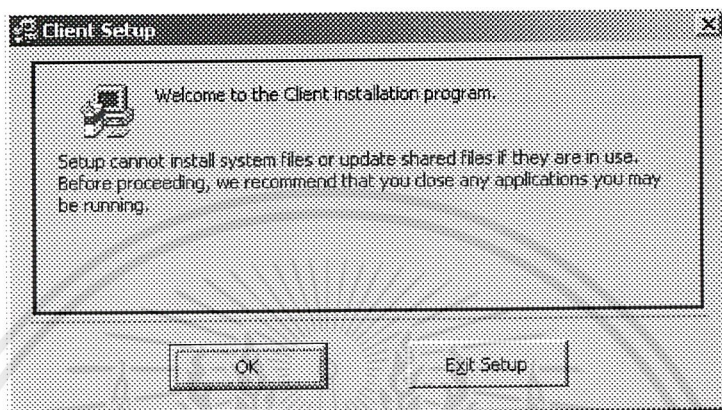 Client Setup
Welcome to the Client installation program.
Setup cannot install system files or update shared files if they are in use.
Before proceeding, we recommend that you close any applications you may
be running.
OK
Exit Setup